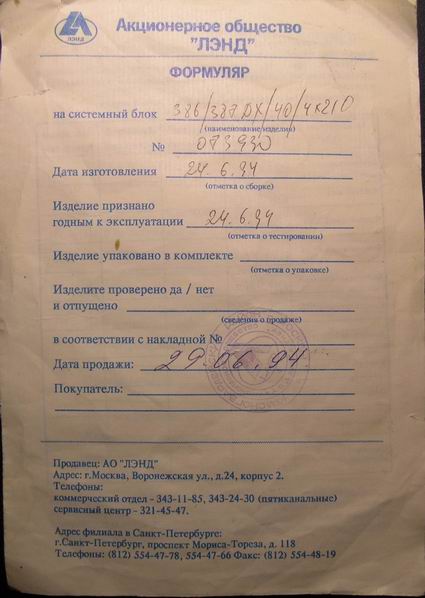 ЛЭНД
Акционерное общество
"ЛЭНД"
ФОРМУЛЯР
на системный блок 386/387DX/40/4x210
(наименование изделия)
№ 073930
Дата изготовления 24.6.94
(отметка о сборке)
Изделие признано
годным к эксплуатации 24.6.94
(отметка о тестировании)
Изделие упаковано в комплекте
(отметка о упаковке)
Изделите проверено да / нет
и отпущено
(сведения о продаже)
в соответствии с накладной №
Дата продажи: 29.06.94
Покупатель:
Продавец: АО "ЛЭНД"
Адрес: г.Москва, Воронежская ул., д.24, корпус 2.
Телефоны:
коммерческий отдел - 343-11-85, 343-24-30 (пятиканальные)
сервисный центр - 321-45-47.
Адрес филиала в Санкт-Петербурге:
г.Санкт-Петербург, проспект Мориса-Тореза, д. 118
Телефоны: (812) 554-47-78, 554-47-66 Факс: (812) 554-48-19